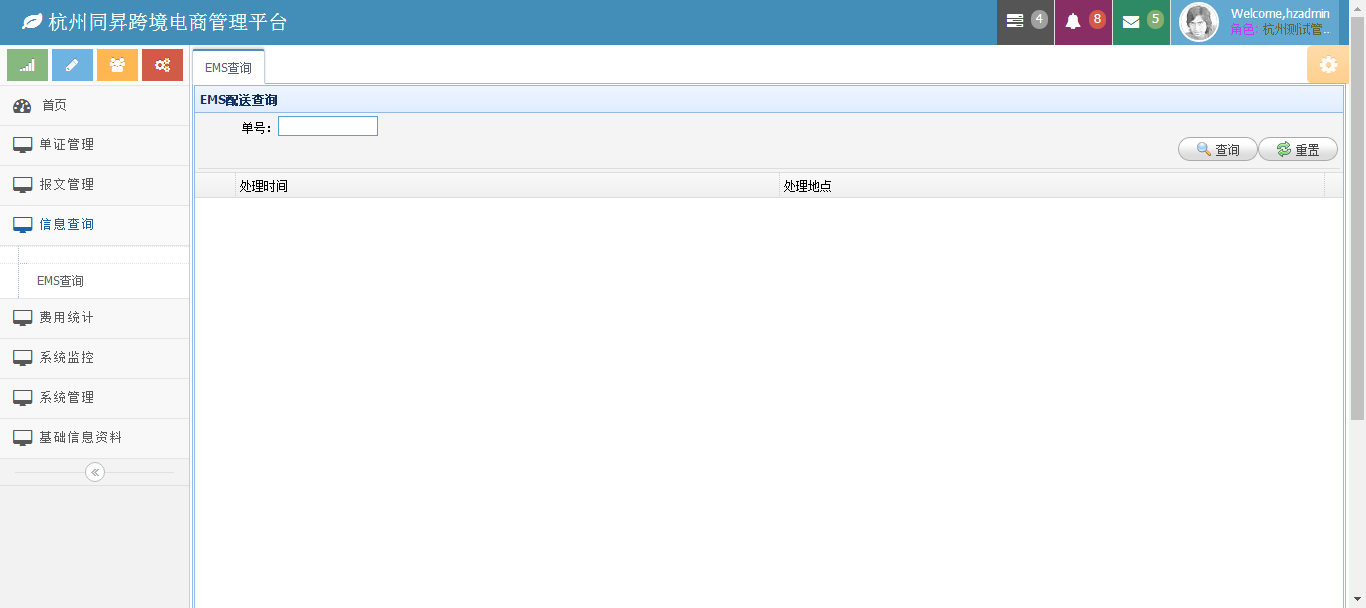 杭州同昇跨境电商管理平台
4
8
5
Welcome,hzadmin
角色: 杭州测试管..
EMS查询
首页
单证管理
报文管理
信息查询
EMS查询
费用统计
系统监控
系统管理
基础信息资料
EMS配送查询
单号:
查询
重置
处理时间
处理地点